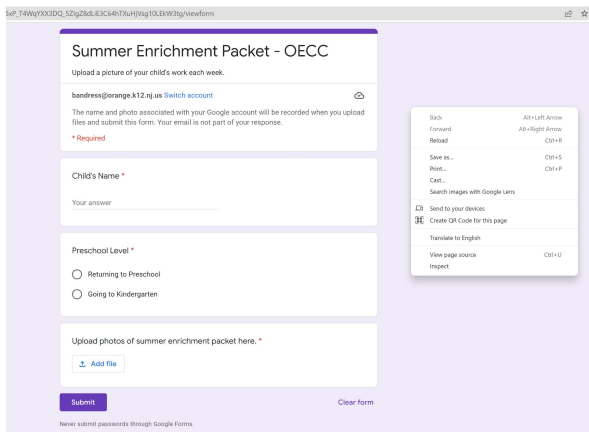 Summer Enrichment Packet - OECC
Upload a picture of your child's work each week.
bandress@orange.k12.nj.us Switch account
The name and photo associated with your Google account will be recorded when you upload
files and submit this form. Your email is not part of your response.
* Required
Child's Name *
Your answer
Preschool Level *
Returning to Preschool
Going to Kindergarten
Upload photos of summer enrichment packet here. *
Add file
Submit
Clear form
Never submit passwords through Google Forms.
Back Alt+Left Arrow
Forward Alt+Right Arrow
Reload Ctrl+R
Save as... Ctrl+S
Print... Ctrl+P
Cast...
Search images with Google Lens
Send to your devices
Create QR Code for this page
Translate to English
View page source Ctrl+U
Inspect